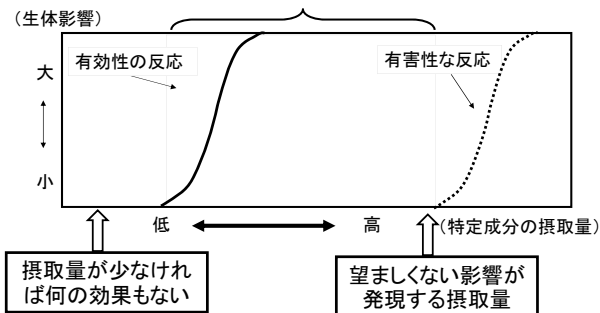 (生体影響)
有効性の反応
有害性な反応
大
小
低
高
(特定成分の摂取量)
摂取量が少なけれ
ば何の効果もない
望ましくない影響が
発現する摂取量